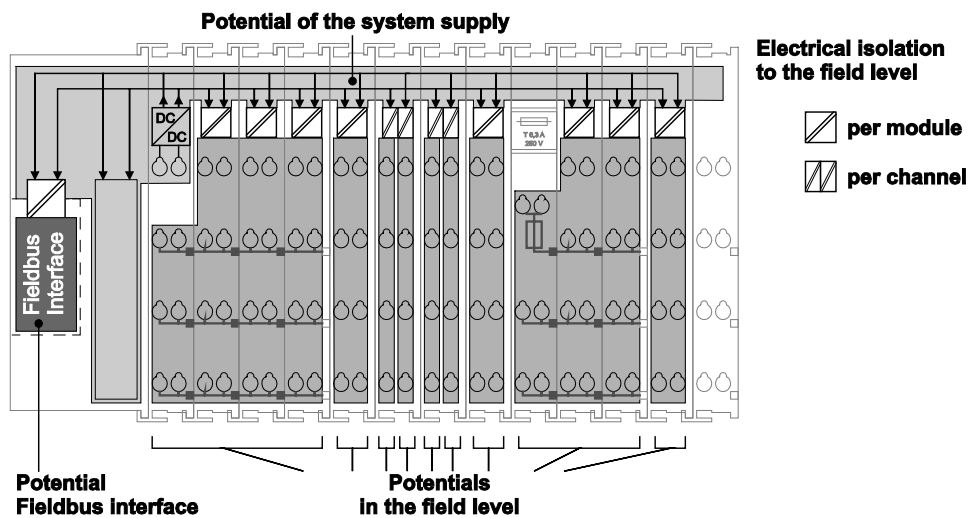 Potential of the system supply
Electrical isolation
to the field level
per module
per channel
DC
DC
T 6,3 A
250 V
Fieldbus
Interface
Potential
Fieldbus interface
Potentials
in the field level